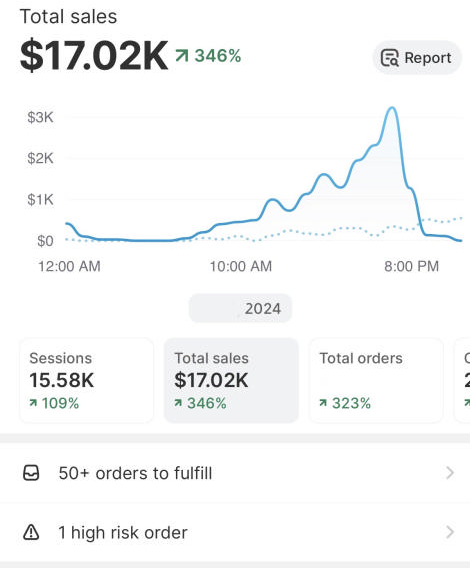 Total sales
$17.02K 346%
Report
$3K
$2K
$1K
$0
12:00 AM 10:00 AM 8:00 PM
2024
Sessions
15.58K
109%
Total sales
$17.02K
346%
Total orders
323%
50+ orders to fulfill
1 high risk order